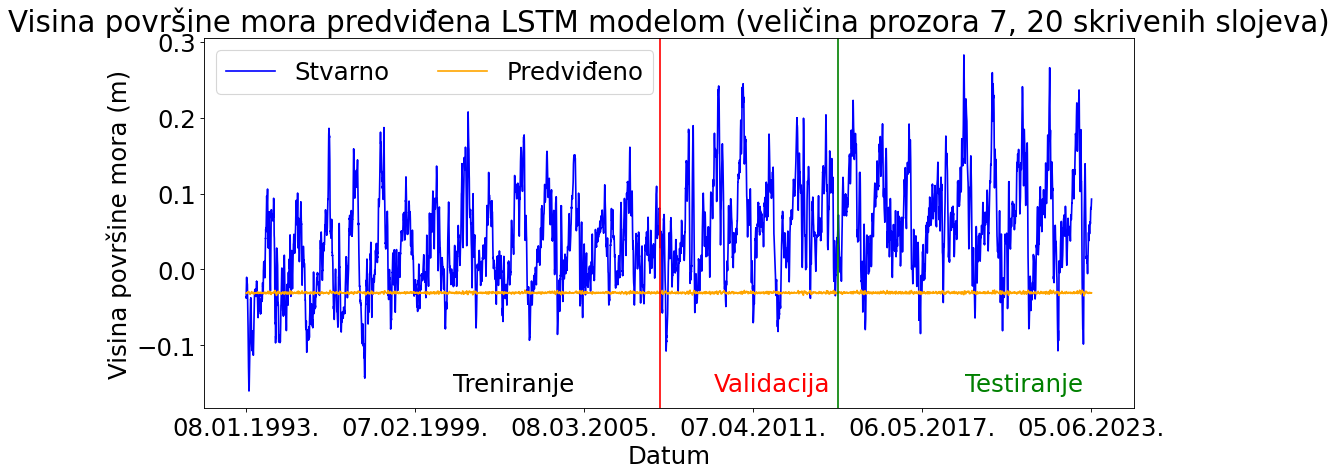 Visina površine mora predviđena LSTM modelom (veličina prozora 7, 20 skrivenih slojeva)
Stvarno
Predviđeno
Visina površine mora (m)
0.3
0.2
0.1
0.0
−0.1
Treniranje
Validacija
Testiranje
08.01.1993.
07.02.1999.
08.03.2005.
07.04.2011.
06.05.2017.
05.06.2023.
Datum